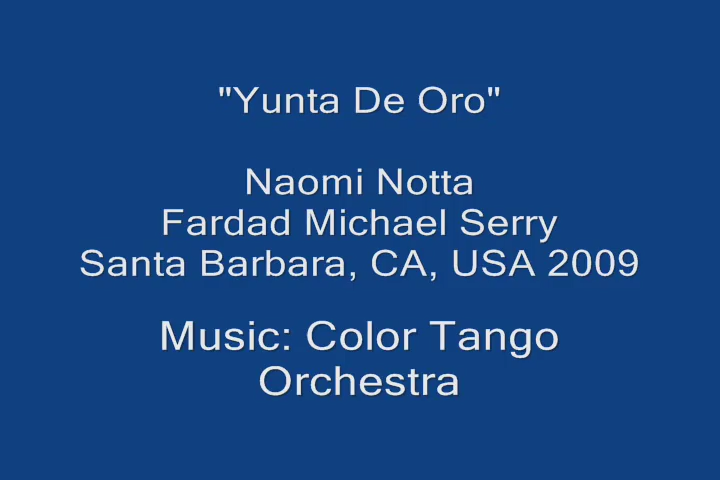 "Yunta De Oro"
Naomi Notta
Fardad Michael Serry
Santa Barbara, CA, USA 2009
Music: Color Tango
Orchestra